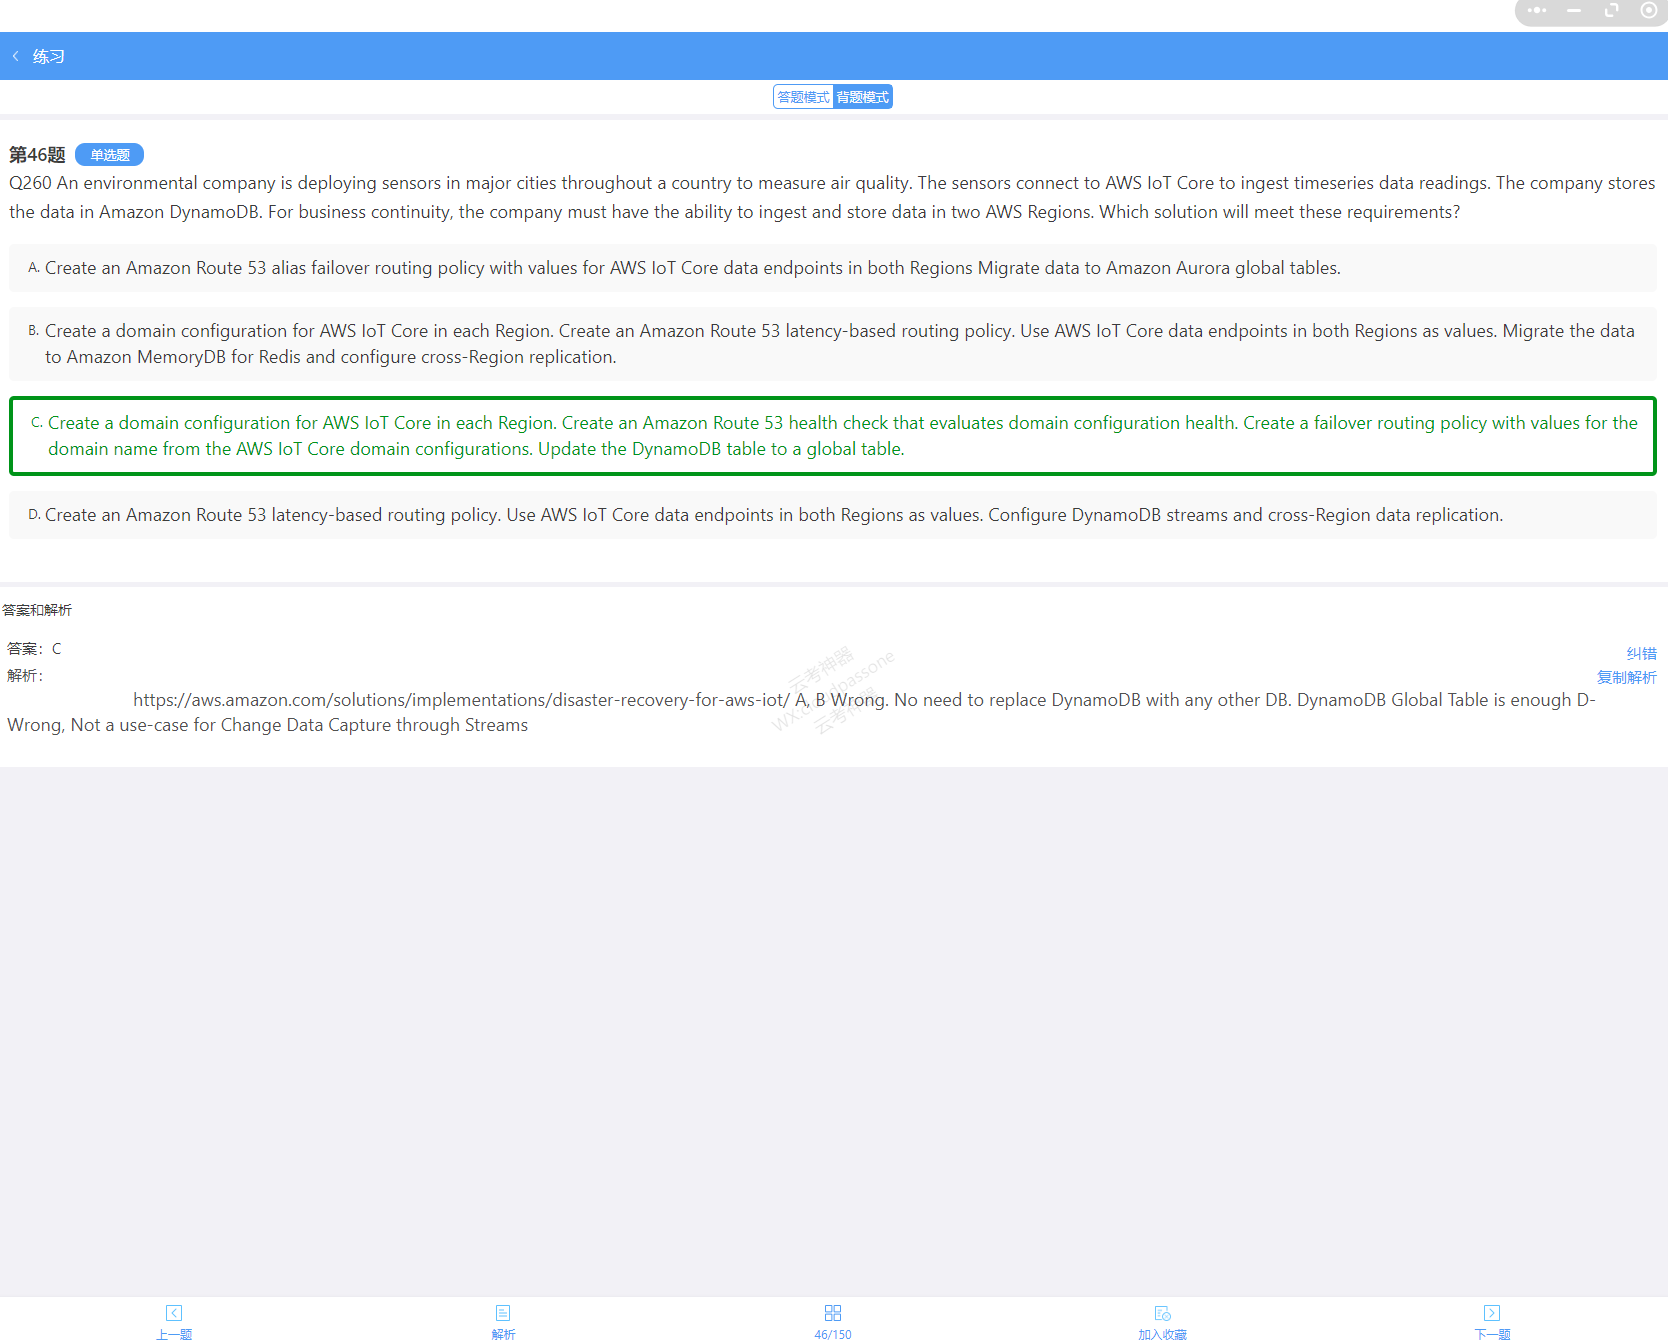 练习
答题模式 背题模式
第46题 单选题
Q260 An environmental company is deploying sensors in major cities throughout a country to measure air quality. The sensors connect to AWS IoT Core to ingest timeseries data readings. The company stores
the data in Amazon DynamoDB. For business continuity, the company must have the ability to ingest and store data in two AWS Regions. Which solution will meet these requirements?
A. Create an Amazon Route 53 alias failover routing policy with values for AWS IoT Core data endpoints in both Regions Migrate data to Amazon Aurora global tables.
B. Create a domain configuration for AWS IoT Core in each Region. Create an Amazon Route 53 latency-based routing policy. Use AWS IoT Core data endpoints in both Regions as values. Migrate the data
to Amazon MemoryDB for Redis and configure cross-Region replication.
C. Create a domain configuration for AWS IoT Core in each Region. Create an Amazon Route 53 health check that evaluates domain configuration health. Create a failover routing policy with values for the
domain name from the AWS IoT Core domain configurations. Update the DynamoDB table to a global table.
D. Create an Amazon Route 53 latency-based routing policy. Use AWS IoT Core data endpoints in both Regions as values. Configure DynamoDB streams and cross-Region data replication.
答案和解析
答案：C
纠错
解析：
复制解析
https://aws.amazon.com/solutions/implementations/disaster-recovery-for-aws-iot/ A, B Wrong. No need to replace DynamoDB with any other DB. DynamoDB Global Table is enough D-
Wrong, Not a use-case for Change Data Capture through Streams
云考神器
云考神器
上一题 解析 46/150 加入收藏 下一题